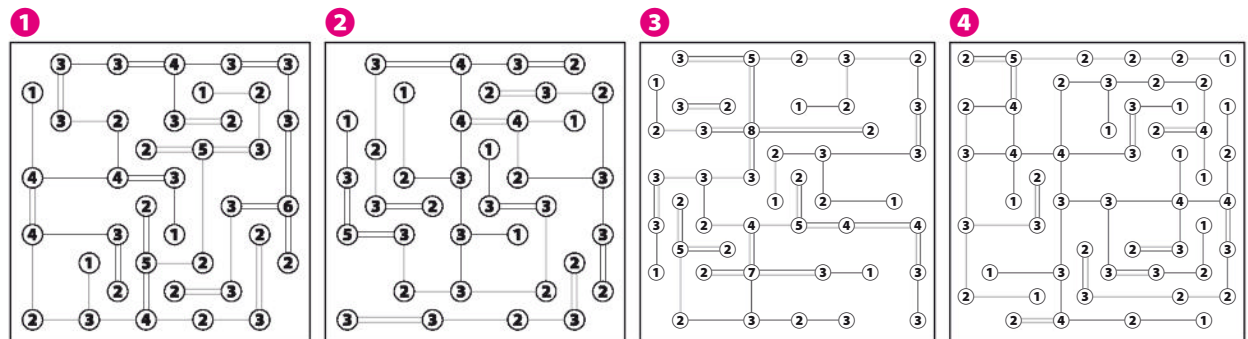 1
3 3 4 3 3
1 1 2
3 2 3 2 3
2 5 3
4 4 3
2 3 6
4 3 1 2
1 5 2 2
2 2 3
2 3 4 2 3
2
3 4 3 2
1 2 3 2
1 4 4 1
2 1
3 2 3 2 3
3 2 3 3
5 3 3 1 3
2
2 3 2 2
3 3 2 3
3
3 5 2 3 2
1
3 2 1 2 3
2 3 8 2
2 3 3
3 3 3 2
2 1 2 1
3 2 4 5 4 4
5 2
1 2 7 3 1 3
2 3 2 3 3
4
2 5 2 2 2 1
2 3 2 2
2 4 3 1 1
1 2 4
3 4 4 3 1 2
2 1
1 3 3 4 4
3 3 1
2 2 3 3
1 3 3 3 2
2 1 3 2 2
2 4 2 1